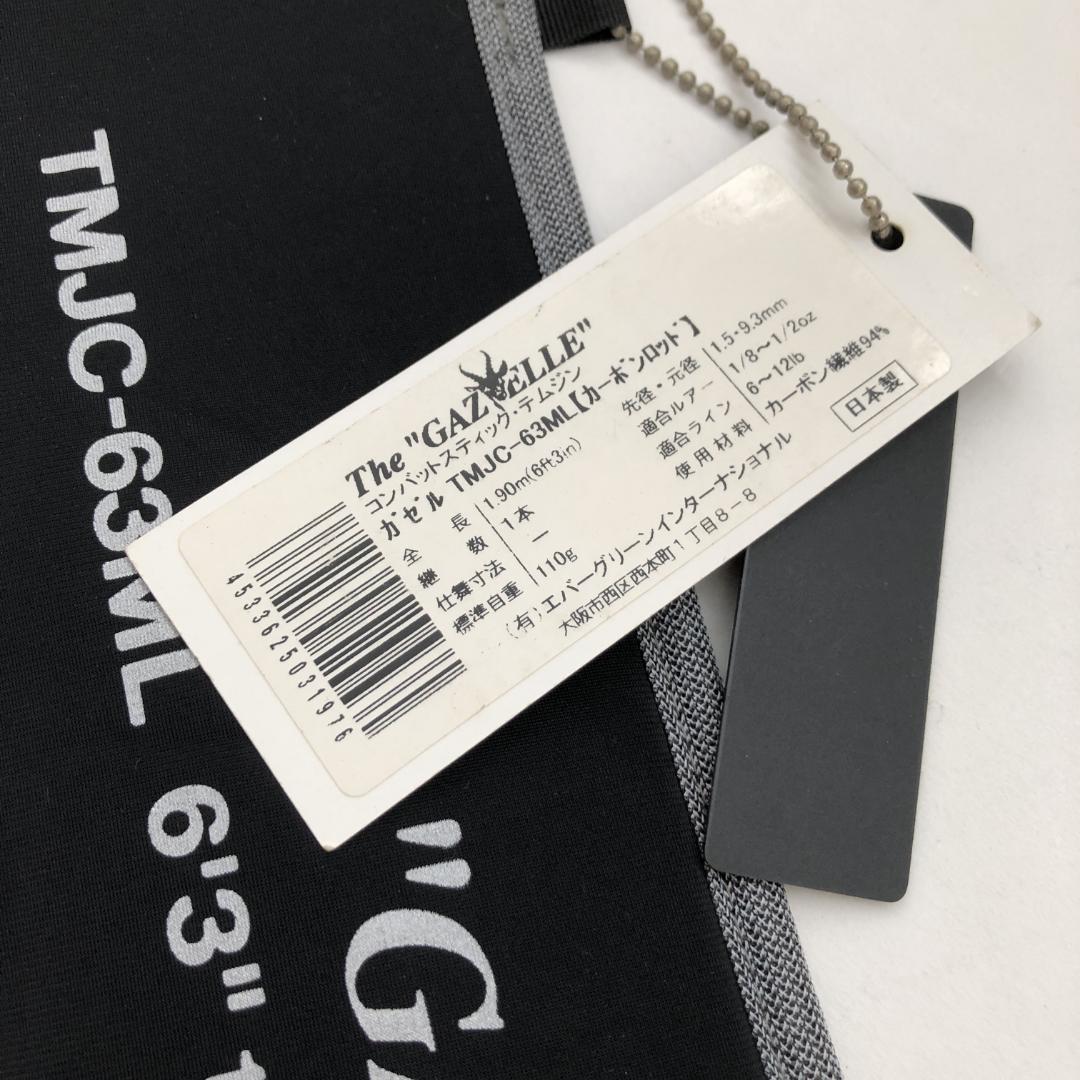 TMJC-63ML 6'3"
"G
The "GAZELLE"
コンバットスティック・テムジン
ガゼル TMJC-63ML【カーボンロッド】
全長 1.90m(6ft3in)
継数 1本
仕舞寸法 —
標準自重 110g
先径・元径 1.5・9.3mm
適合ルアー 1/8〜1/2oz
適合ライン 6〜12lb
使用材料 カーボン繊維94%
日本製
(有)エバーグリーンインターナショナル
大阪市西区西本町1丁目8-8
4533625031976